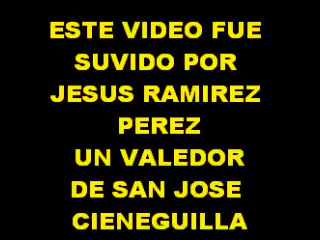 ESTE VIDEO FUE
SUVIDO POR
JESUS RAMIREZ
PEREZ
UN VALEDOR
DE SAN JOSE
CIENEGUILLA